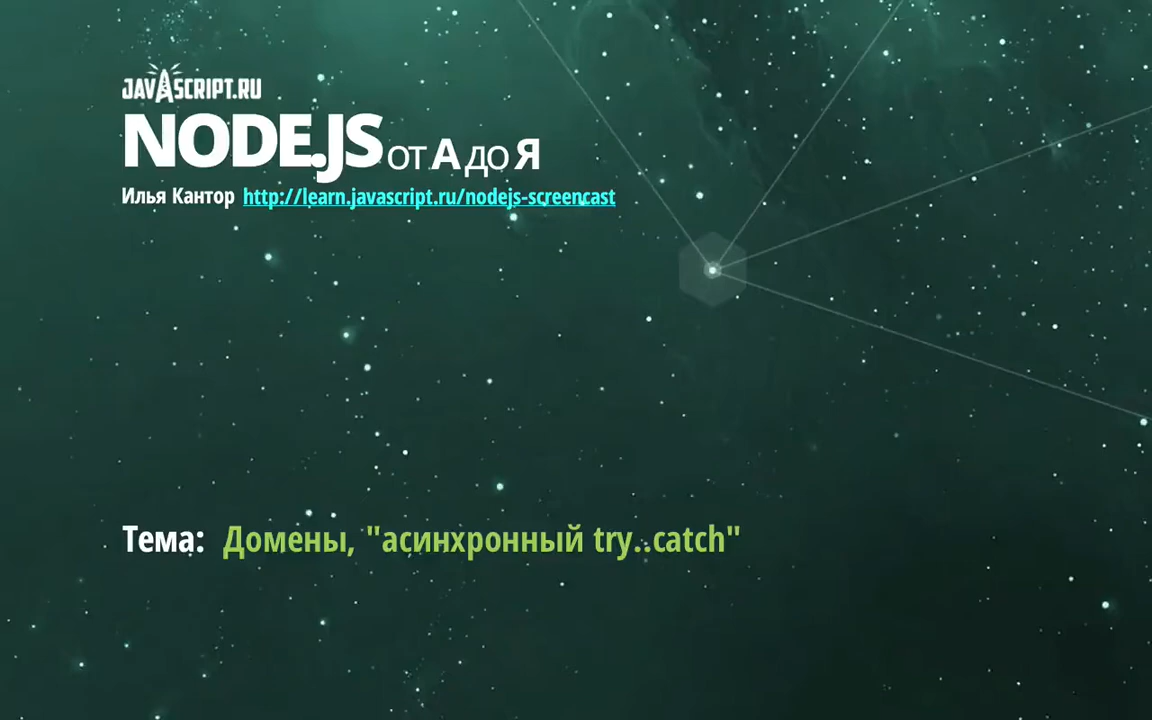 JAVASCRIPT.RU
NODE.JS от А до Я
Илья Кантор http://learn.javascript.ru/nodejs-screencast
Тема: Домены, "асинхронный try..catch"